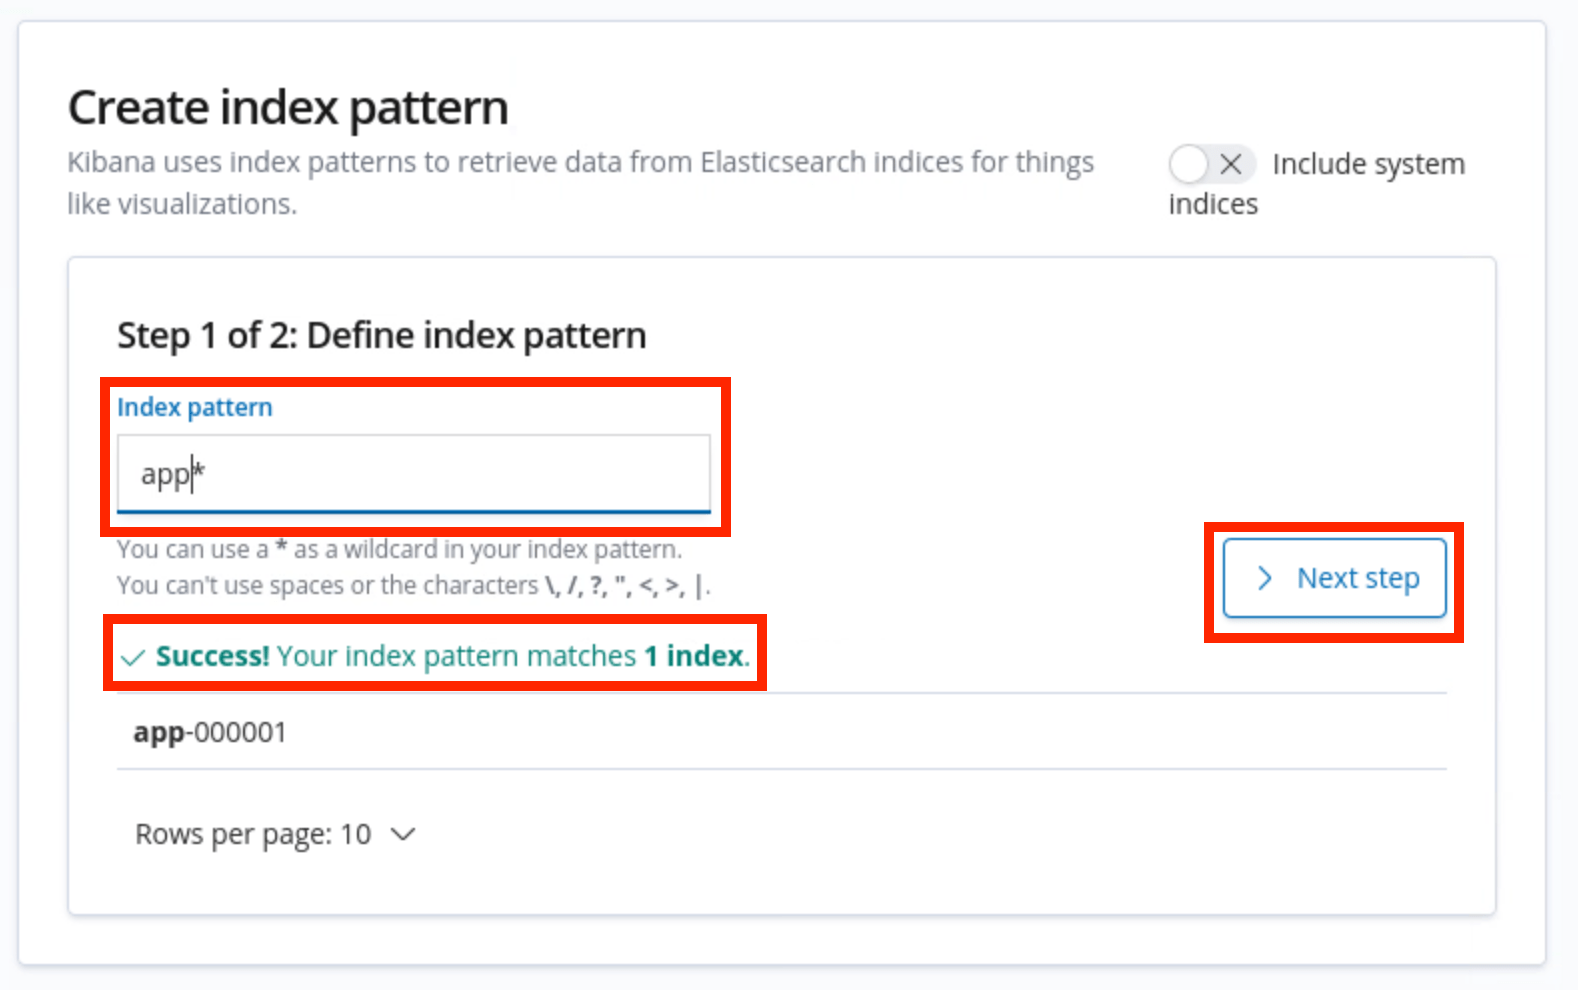 Create index pattern
Kibana uses index patterns to retrieve data from Elasticsearch indices for things
like visualizations.
Include system
indices
Step 1 of 2: Define index pattern
Index pattern
app*
You can use a * as a wildcard in your index pattern.
You can't use spaces or the characters \, /, ?, ", <, >, |.
Next step
Success! Your index pattern matches 1 index.
app-000001
Rows per page: 10